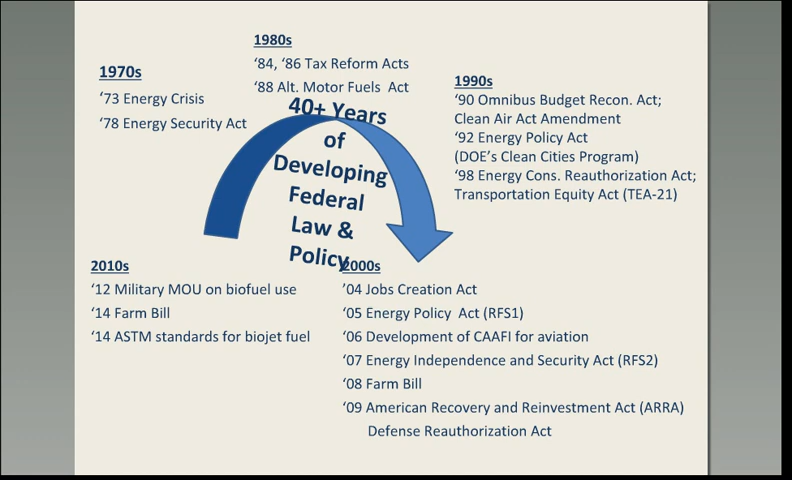 1970s
‘73 Energy Crisis
‘78 Energy Security Act
1980s
‘84, ‘86 Tax Reform Acts
‘88 Alt. Motor Fuels  Act
1990s
‘90 Omnibus Budget Recon. Act;
Clean Air Act Amendment
‘92 Energy Policy Act
(DOE’s Clean Cities Program)
‘98 Energy Cons. Reauthorization Act;
Transportation Equity Act (TEA-21)
40+ Years
of
Developing
Federal
Law &
Policy
2000s
’04 Jobs Creation Act
‘05 Energy Policy  Act (RFS1)
‘06 Development of CAAFI for aviation
‘07 Energy Independence and Security Act (RFS2)
‘08 Farm Bill
‘09 American Recovery and Reinvestment Act (ARRA)
Defense Reauthorization Act
2010s
‘12 Military MOU on biofuel use
‘14 Farm Bill
‘14 ASTM standards for biojet fuel